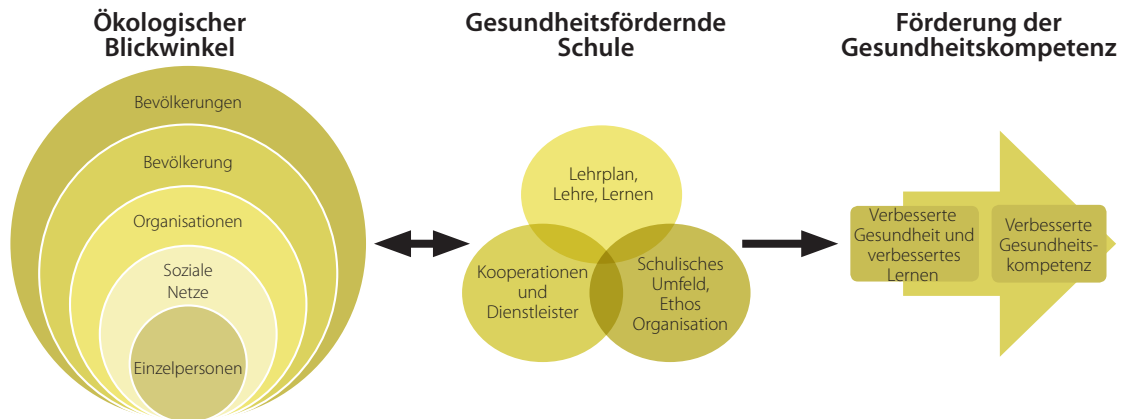 Ökologischer
Blickwinkel
Bevölkerungen
Bevölkerung
Organisationen
Soziale
Netze
Einzelpersonen
Gesundheitsfördernde
Schule
Lehrplan,
Lehre, Lernen
Kooperationen
und
Dienstleister
Schulisches
Umfeld,
Ethos
Organisation
Förderung der
Gesundheitskompetenz
Verbesserte
Gesundheit und
verbessertes
Lernen
Verbesserte
Gesundheits-
kompetenz